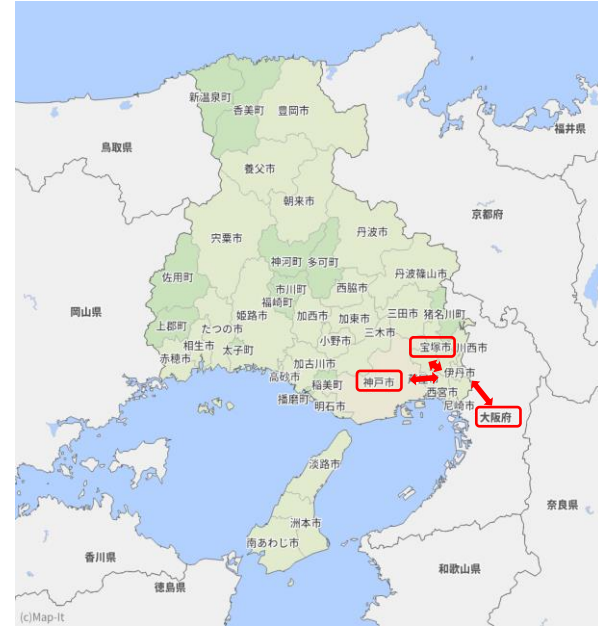 新温泉町
香美町
豊岡市
福井県
鳥取県
養父市
朝来市
京都府
宍粟市
丹波市
神河町
多可町
丹波篠山市
佐用町
市川町
西脇市
福崎町
岡山県
姫路市
加西市
加東市
三田市
猪名川町
上郡町
たつの市
三木市
小野市
相生市
太子町
宝塚市
川西市
赤穂市
加古川市
伊丹市
高砂市
稲美町
神戸市
西宮市
播磨町
明石市
尼崎市
大阪府
淡路市
奈良県
洲本市
南あわじ市
香川県
和歌山県
徳島県
(c)Map-It